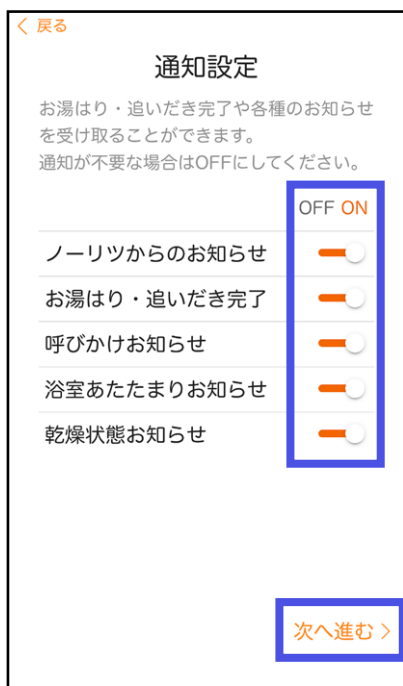 戻る
通知設定
お湯はり・追いだき完了や各種のお知らせ
を受け取ることができます。
通知が不要な場合はOFFにしてください。
OFF ON
ノーリツからのお知らせ
お湯はり・追いだき完了
呼びかけお知らせ
浴室あたたまりお知らせ
乾燥状態お知らせ
次へ進む